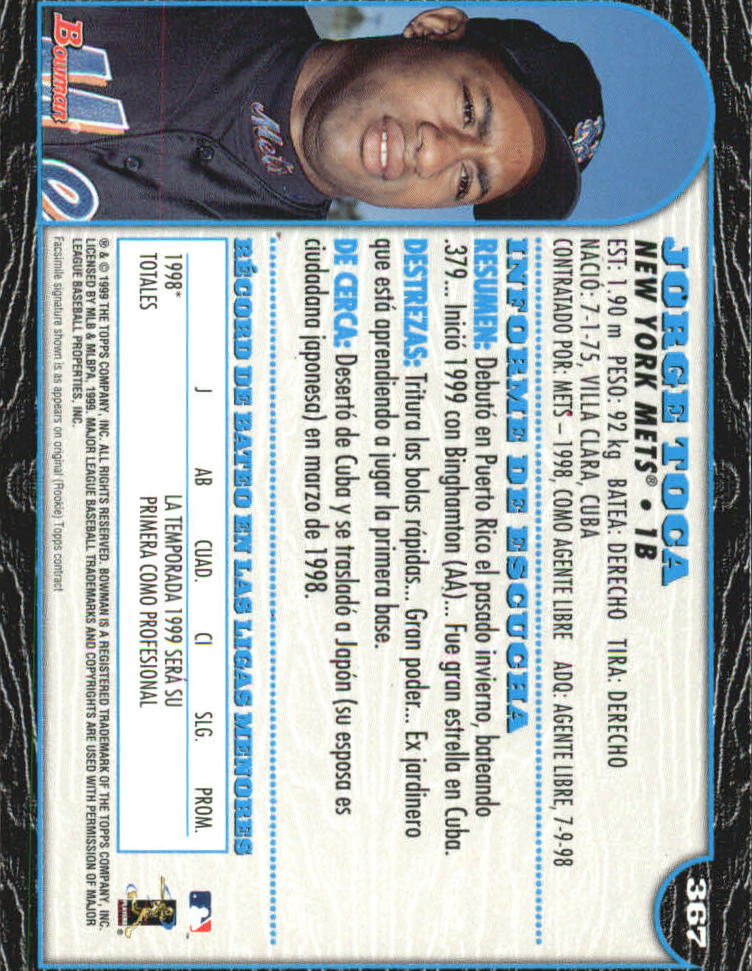 367
JORGE TOCA
NEW YORK METS® • 1B
EST: 1.90 m PESO: 92 kg BATEA: DERECHO TIRA: DERECHO
NACIÓ: 7-1-75, VILLA CLARA, CUBA
CONTRATADO POR: METS – 1998, COMO AGENTE LIBRE ADQ: AGENTE LIBRE, 7-9-98
INFORME DE ESCUCHA
RESUMEN: Debutó en Puerto Rico el pasado invierno, bateando
.379... Inició 1999 con Binghamton (AA)... Fue gran estrella en Cuba.
DESTREZAS: Tritura las bolas rápidas... Gran poder... Ex jardinero
que está aprendiendo a jugar la primera base.
DE CERCA: Desertó de Cuba y se trasladó a Japón (su esposa es
ciudadana japonesa) en marzo de 1998.
RÉCORD DE BATEO EN LAS LIGAS MENORES
J AB CUAD. CI SLG. PROM.
1998* LA TEMPORADA 1999 SERÁ SU
TOTALES PRIMERA COMO PROFESIONAL
® & © 1999 THE TOPPS COMPANY, INC. ALL RIGHTS RESERVED. BOWMAN IS A REGISTERED TRADEMARK OF THE TOPPS COMPANY, INC.
LICENSED BY MLB & MLBPA, 1999. MAJOR LEAGUE BASEBALL TRADEMARKS AND COPYRIGHTS ARE USED WITH PERMISSION OF MAJOR
LEAGUE BASEBALL PROPERTIES, INC.
Facsimile signature shown is as appears on original (Rookie) Topps contract
Mets
Bowman